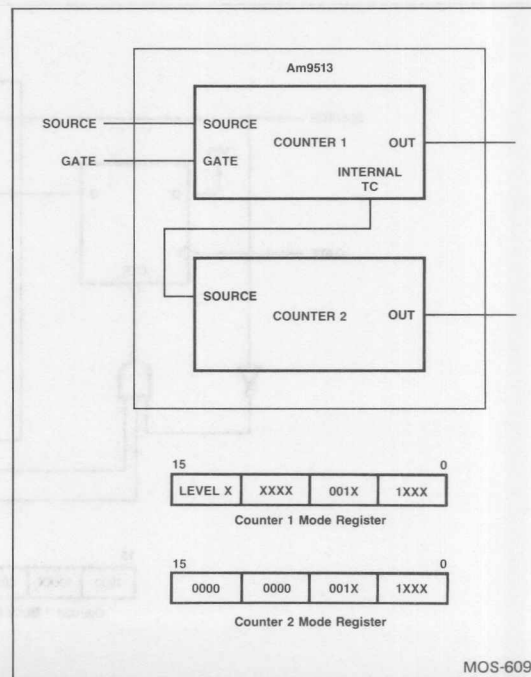 Am9513
SOURCE
SOURCE
COUNTER 1
OUT
GATE
GATE
INTERNAL
TC
SOURCE
COUNTER 2
OUT
15 0
LEVEL X XXXX 001X 1XXX
Counter 1 Mode Register
15 0
0000 0000 001X 1XXX
Counter 2 Mode Register
MOS-609